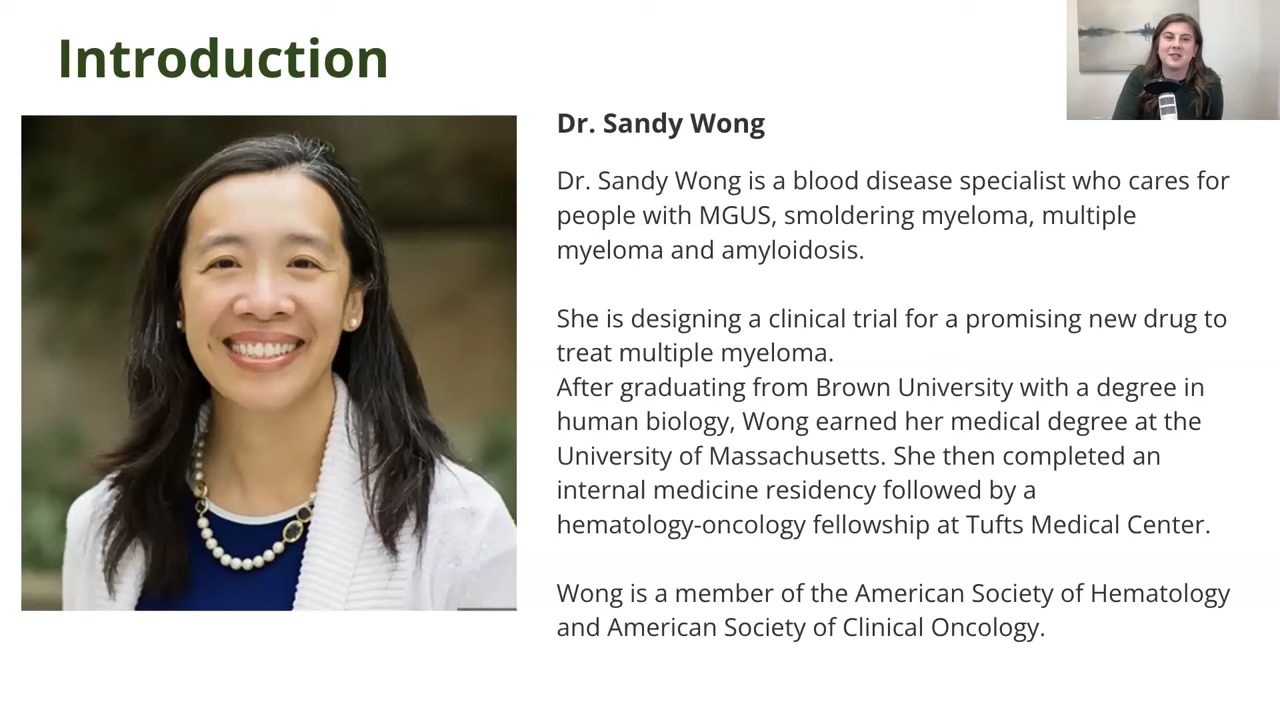 Introduction
Dr. Sandy Wong
Dr. Sandy Wong is a blood disease specialist who cares for
people with MGUS, smoldering myeloma, multiple
myeloma and amyloidosis.
She is designing a clinical trial for a promising new drug to
treat multiple myeloma.
After graduating from Brown University with a degree in
human biology, Wong earned her medical degree at the
University of Massachusetts. She then completed an
internal medicine residency followed by a
hematology-oncology fellowship at Tufts Medical Center.
Wong is a member of the American Society of Hematology
and American Society of Clinical Oncology.